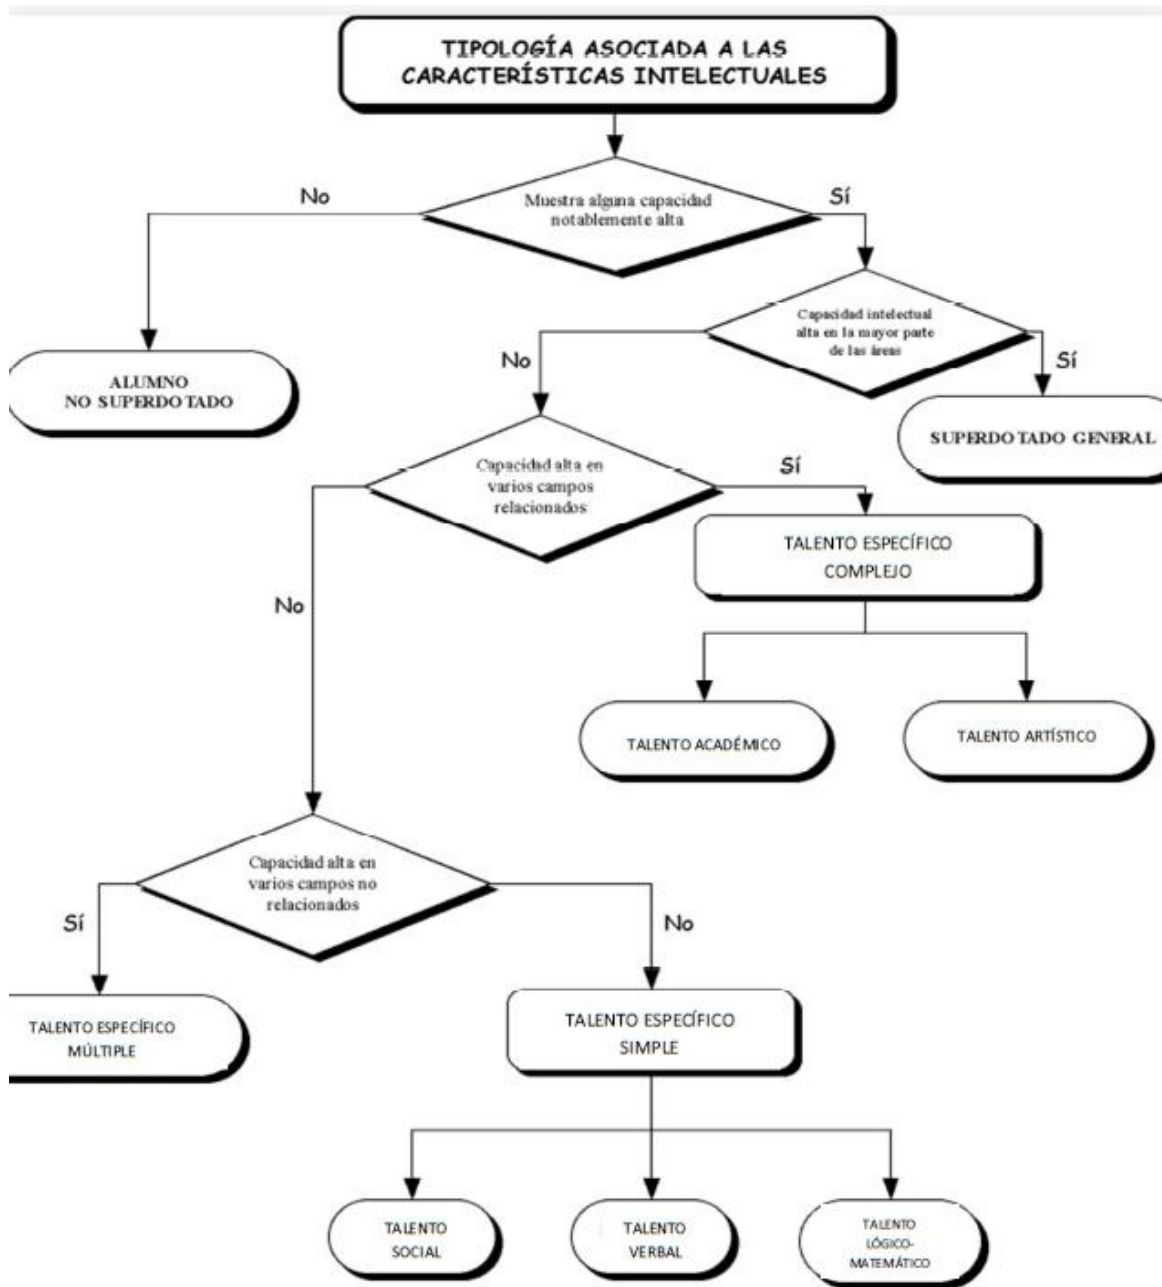 TIPOLOGÍA ASOCIADA A LAS
CARACTERÍSTICAS INTELECTUALES
No
Muestra alguna capacidad
notablemente alta
Sí
Capacidad intelectual
alta en la mayor parte
de las áreas
No
Sí
ALUMNO
NO SUPERDOTADO
SUPERDOTADO GENERAL
Capacidad alta en
varios campos
relacionados
Sí
TALENTO ESPECÍFICO
COMPLEJO
No
TALENTO ACADÉMICO
TALENTO ARTÍSTICO
Capacidad alta en
varios campos no
relacionados
Sí
No
TALENTO ESPECÍFICO
MÚLTIPLE
TALENTO ESPECÍFICO
SIMPLE
TALENTO
SOCIAL
TALENTO
VERBAL
TALENTO
LÓGICO-
MATEMÁTICO